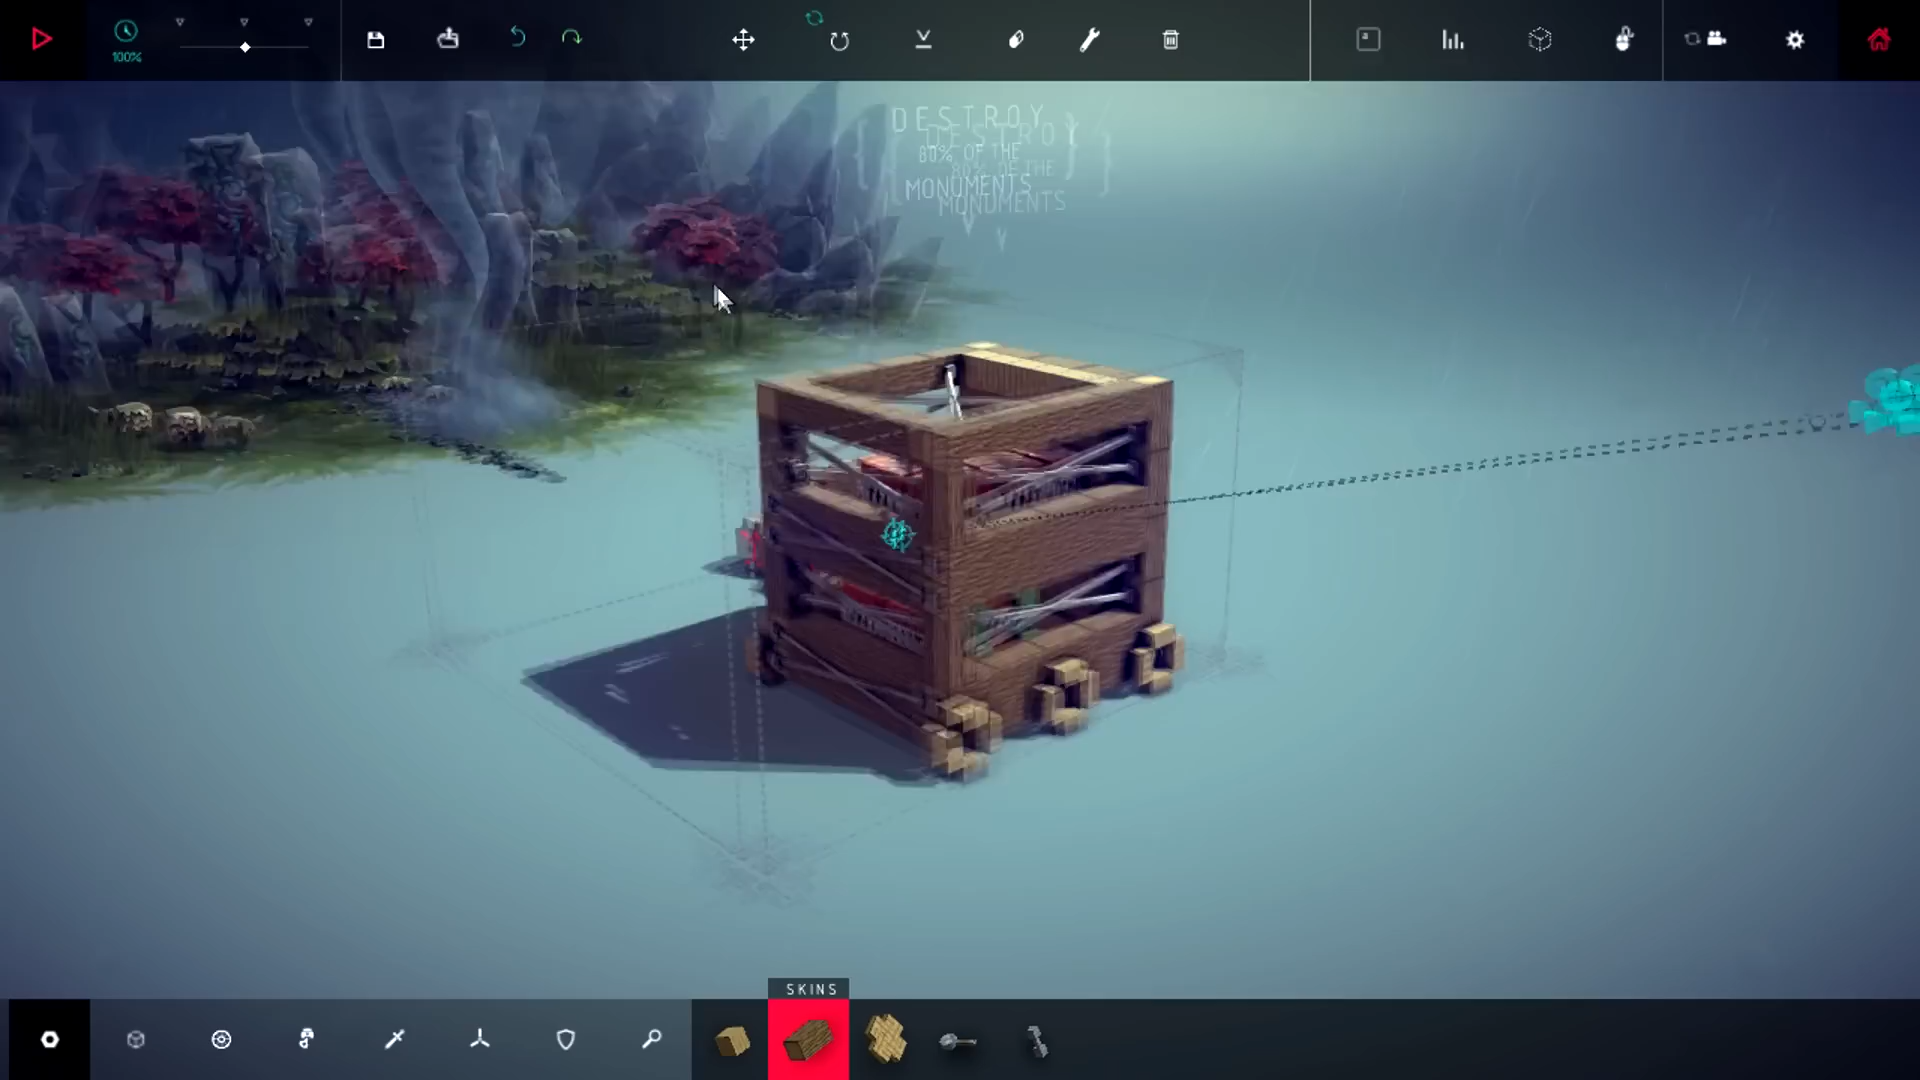 100%
DESTROY
80% OF THE
MONUMENTS
SKINS